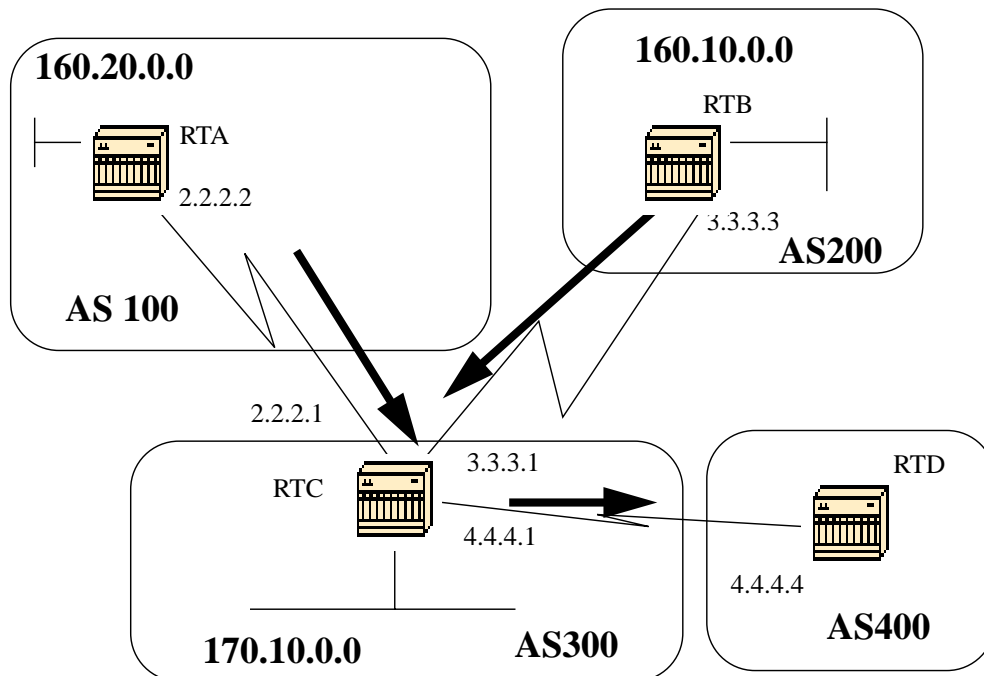 160.20.0.0
RTA
2.2.2.2
AS 100
160.10.0.0
RTB
3.3.3.3
AS200
2.2.2.1
RTC
3.3.3.1
4.4.4.1
170.10.0.0
AS300
RTD
4.4.4.4
AS400